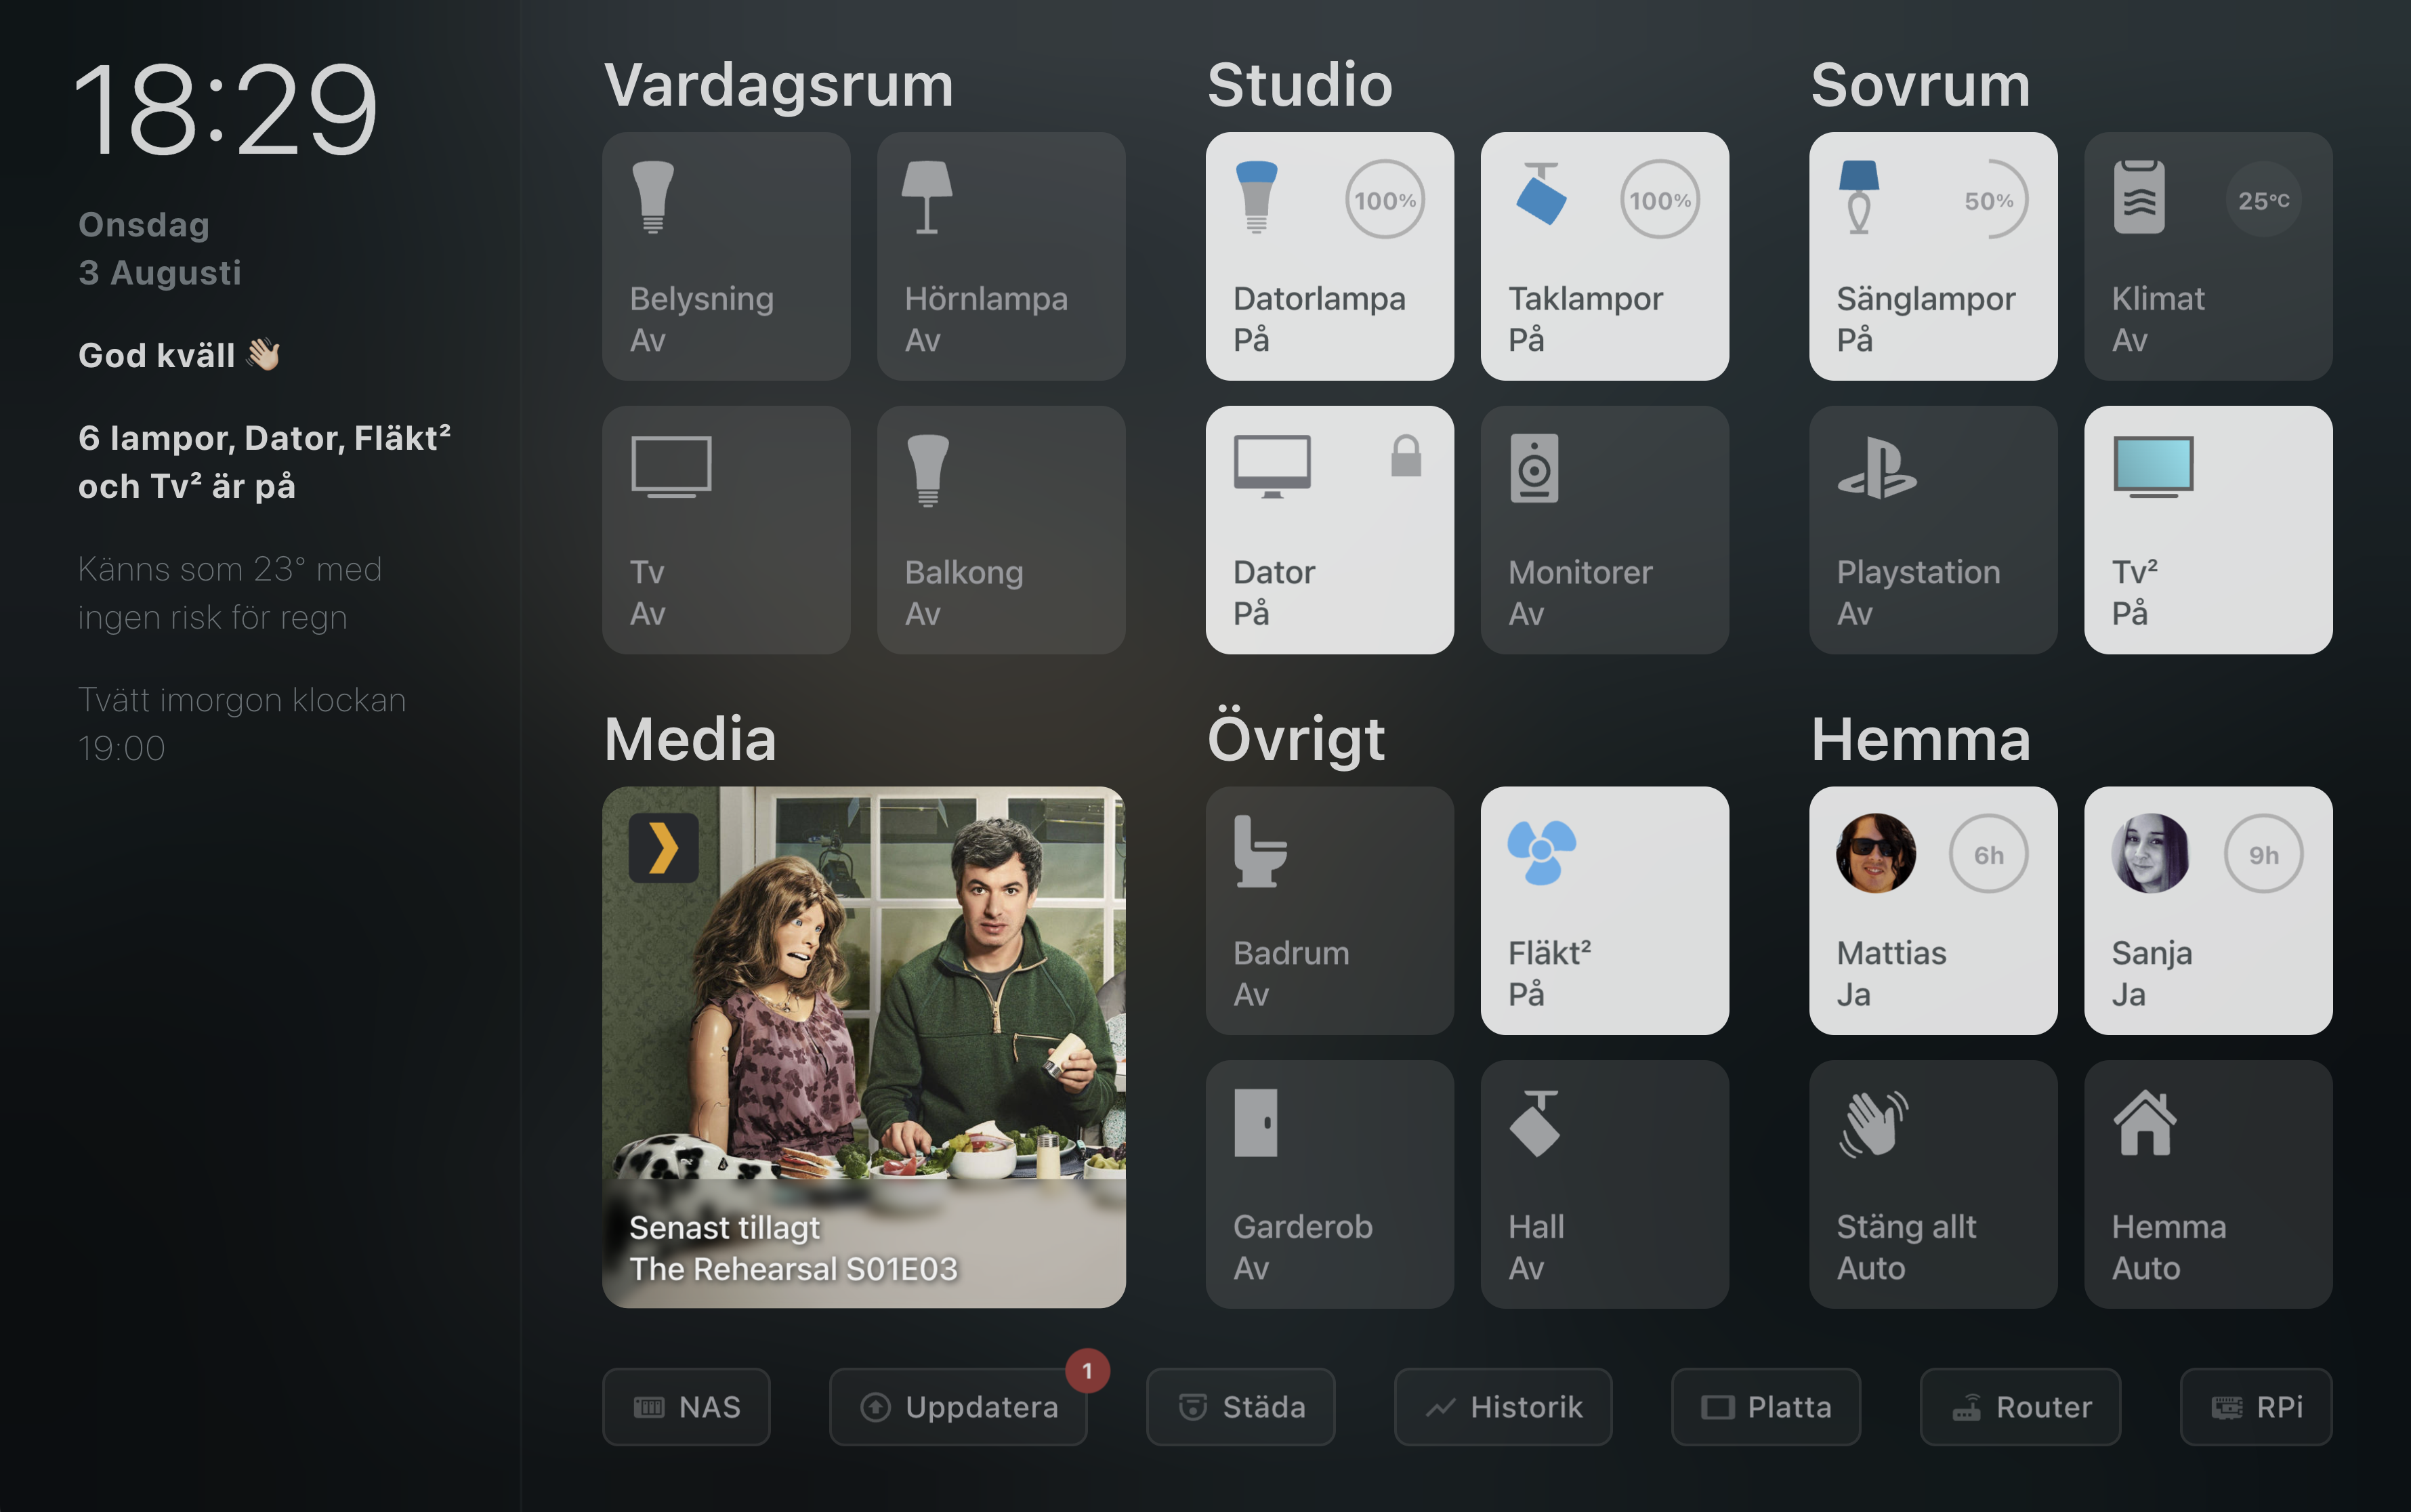 18:29
Onsdag
3 Augusti
God kväll 👋🏻
6 lampor, Dator, Fläkt²
och Tv² är på
Känns som 23° med
ingen risk för regn
Tvätt imorgon klockan
19:00
Vardagsrum
Belysning
Av
Hörnlampa
Av
Tv
Av
Balkong
Av
Studio
100%
Datorlampa
På
100%
Taklampor
På
Dator
På
Monitorer
Av
Sovrum
50%
Sänglampor
På
25°C
Klimat
Av
Playstation
Av
Tv²
På
Media
Senast tillagt
The Rehearsal S01E03
Övrigt
Badrum
Av
Fläkt²
På
Garderob
Av
Hall
Av
Hemma
6h
Mattias
Ja
9h
Sanja
Ja
Stäng allt
Auto
Hemma
Auto
NAS
Uppdatera
1
Städa
Historik
Platta
Router
RPi